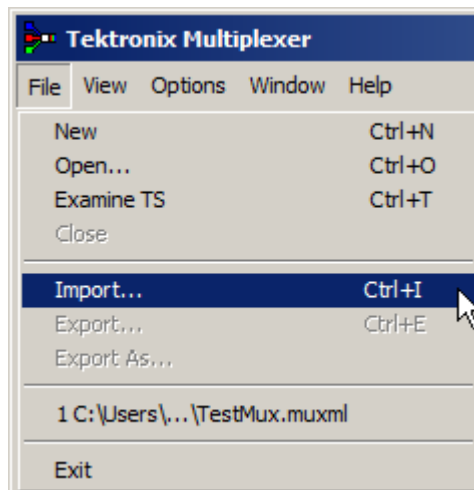 Tektronix Multiplexer
File View Options Window Help
New Ctrl+N
Open... Ctrl+O
Examine TS Ctrl+T
Close
Import... Ctrl+I
Export... Ctrl+E
Export As...
1 C:\Users\...\TestMux.muxml
Exit